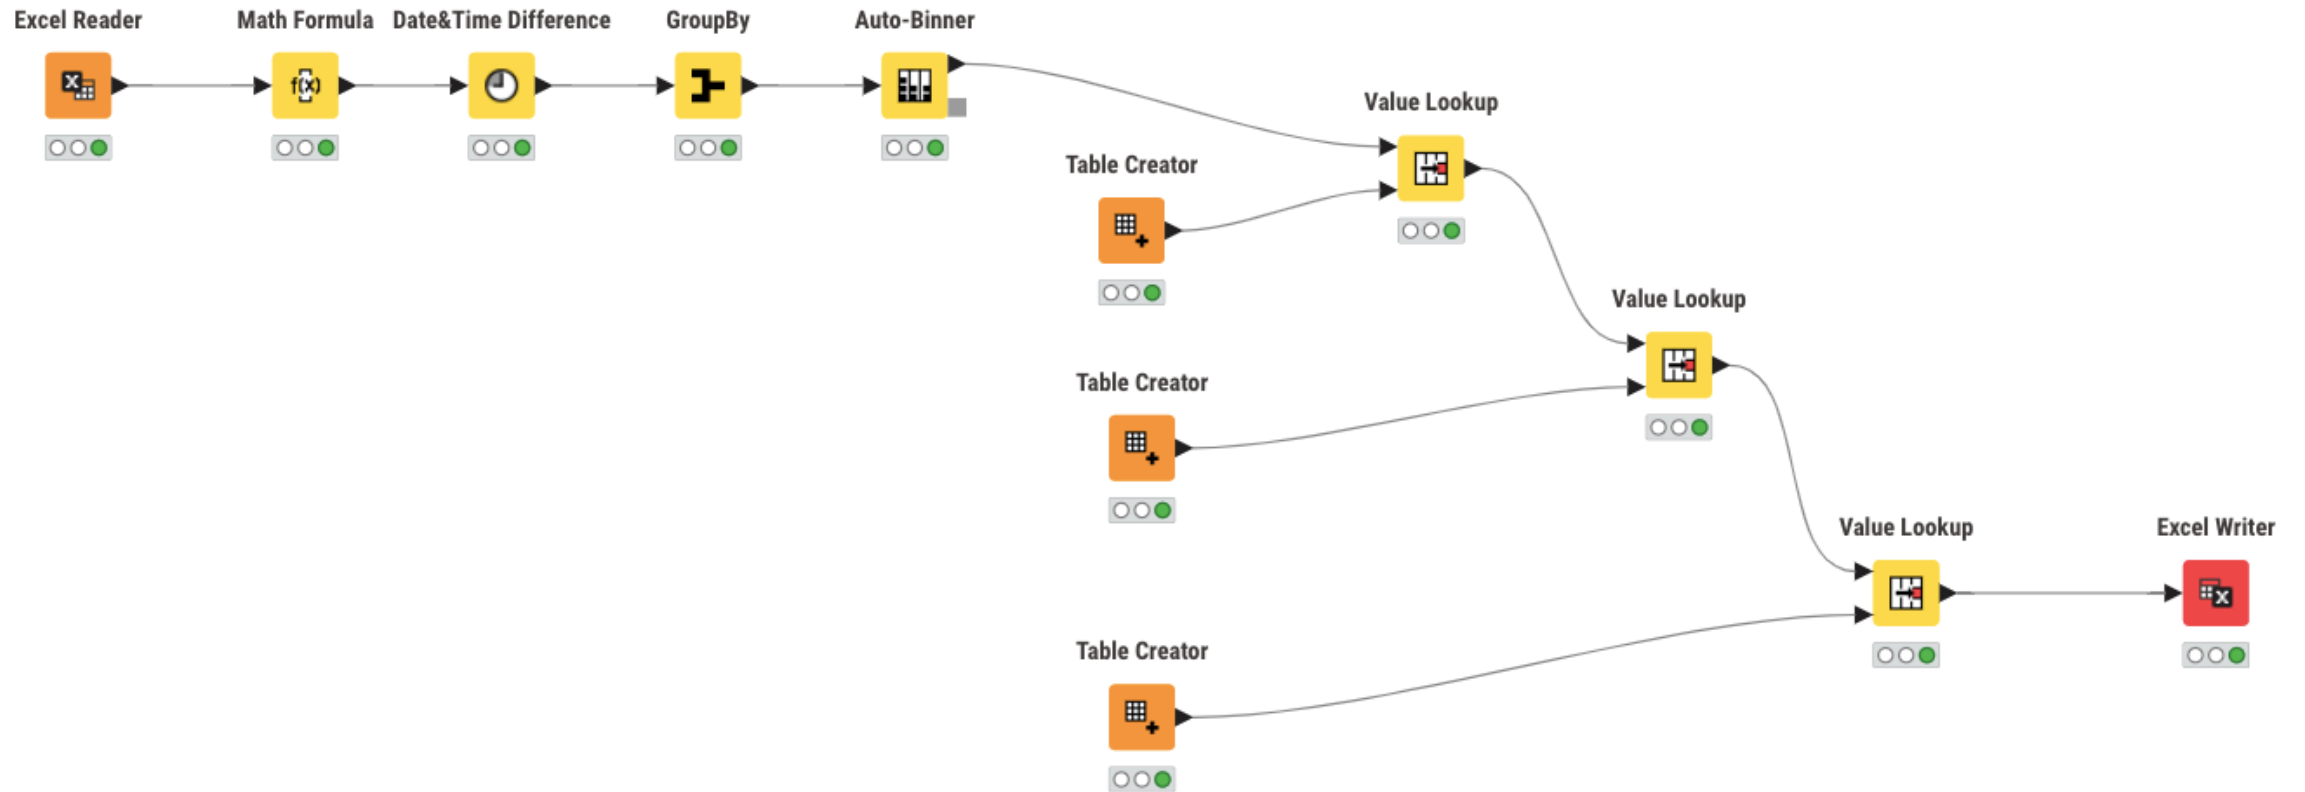 Excel Reader
Math Formula
Date&Time Difference
GroupBy
Auto-Binner
f(x)
Value Lookup
Table Creator
Value Lookup
Table Creator
Value Lookup
Excel Writer
Table Creator